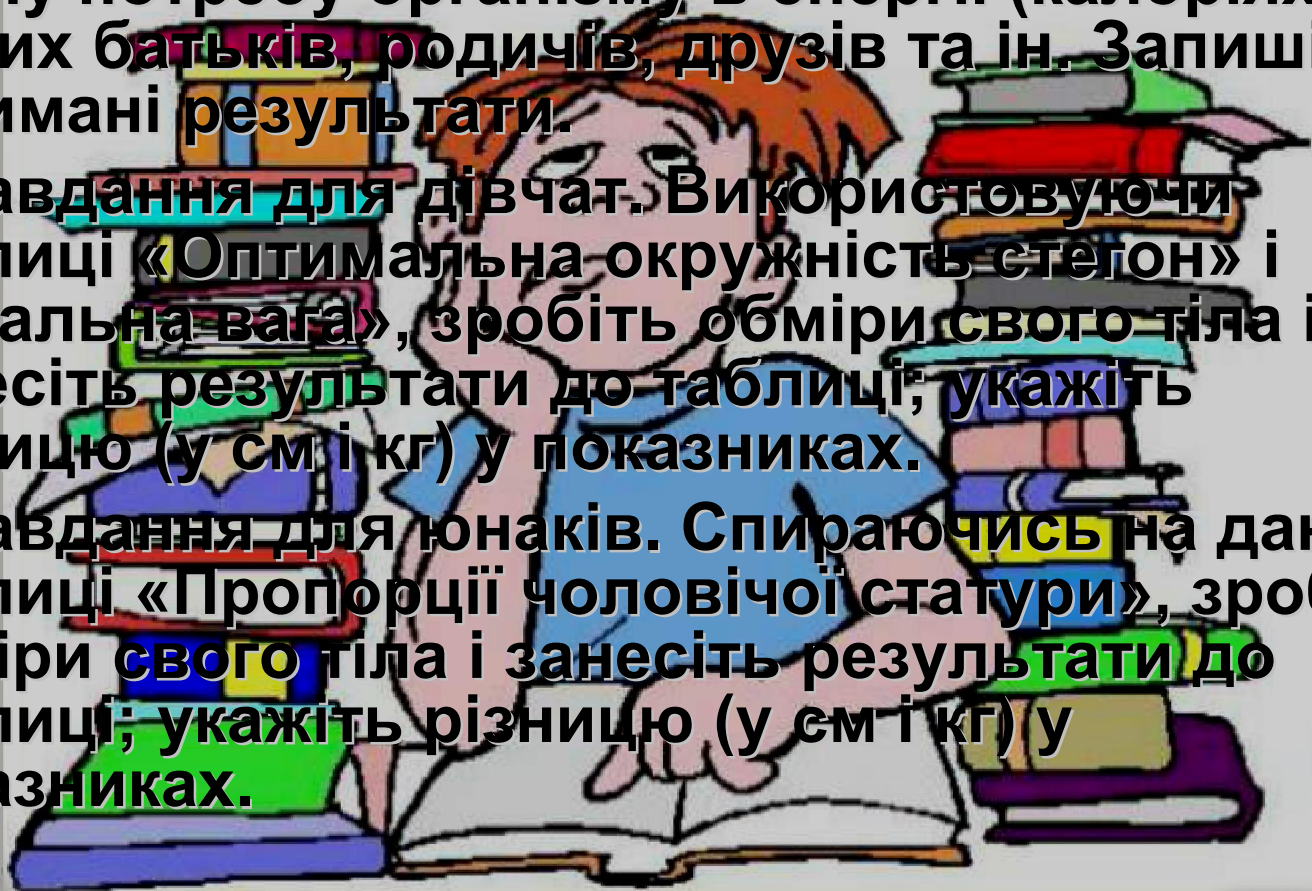 потребу організму в енергії (калоріях
их батьків, родичів, друзів та ін. Запиші
имані результати.
авдання для дівчат. Використовуючи
лиці «Оптимальна окружність стегон» і
альна вага», зробіть обміри свого тіла і
есіть результати до таблиці; укажіть
ицю (у см і кг) у показниках.
авдання для юнаків. Спираючись на дан
лиці «Пропорції чоловічої статури», зроб
іри свого тіла і занесіть результати до
лиці; укажіть різницю (у см і кг) у
азниках.